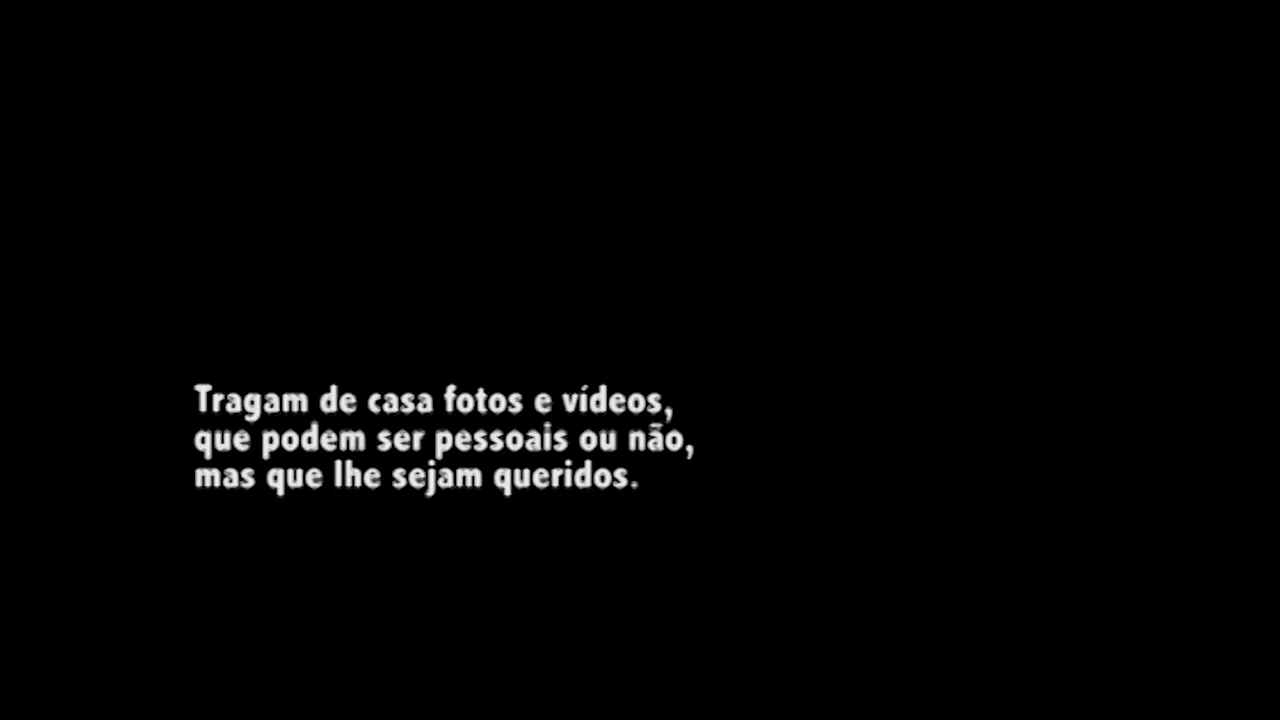 Tragam de casa fotos e vídeos,
que podem ser pessoais ou não,
mas que lhe sejam queridos.